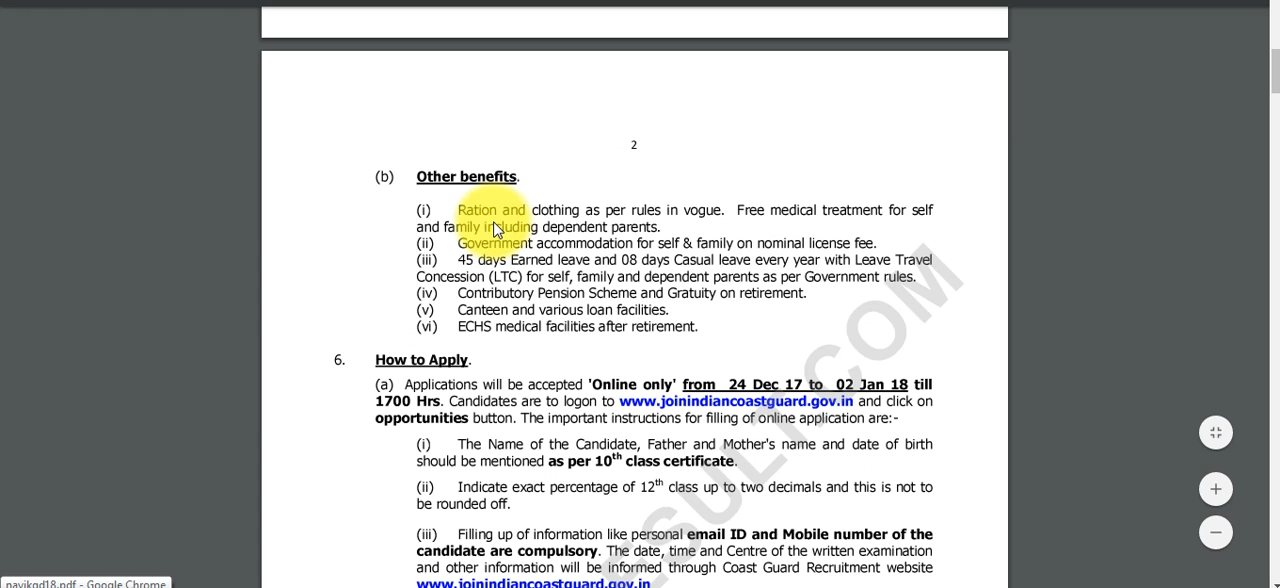 2
(b) Other benefits.
(i) Ration and clothing as per rules in vogue. Free medical treatment for self
and family including dependent parents.
(ii) Government accommodation for self & family on nominal license fee.
(iii) 45 days Earned leave and 08 days Casual leave every year with Leave Travel
Concession (LTC) for self, family and dependent parents as per Government rules.
(iv) Contributory Pension Scheme and Gratuity on retirement.
(v) Canteen and various loan facilities.
(vi) ECHS medical facilities after retirement.
6. How to Apply.
(a) Applications will be accepted 'Online only' from 24 Dec 17 to 02 Jan 18 till
1700 Hrs. Candidates are to logon to www.joinindiancoastguard.gov.in and click on
opportunities button. The important instructions for filling of online application are:-
(i) The Name of the Candidate, Father and Mother's name and date of birth
should be mentioned as per 10th class certificate.
(ii) Indicate exact percentage of 12th class up to two decimals and this is not to
be rounded off.
(iii) Filling up of information like personal email ID and Mobile number of the
candidate are compulsory. The date, time and Centre of the written examination
and other information will be informed through Coast Guard Recruitment website
www.joinindiancoastguard.gov.in
ESULT.COM
navikgd18.pdf - Google Chrome